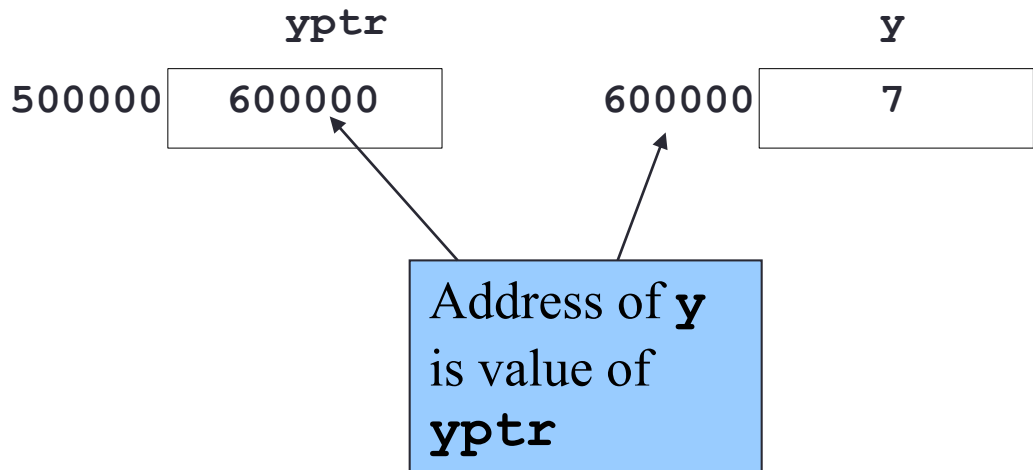 yptr y
500000 600000 600000 7
Address of y
is value of
yptr